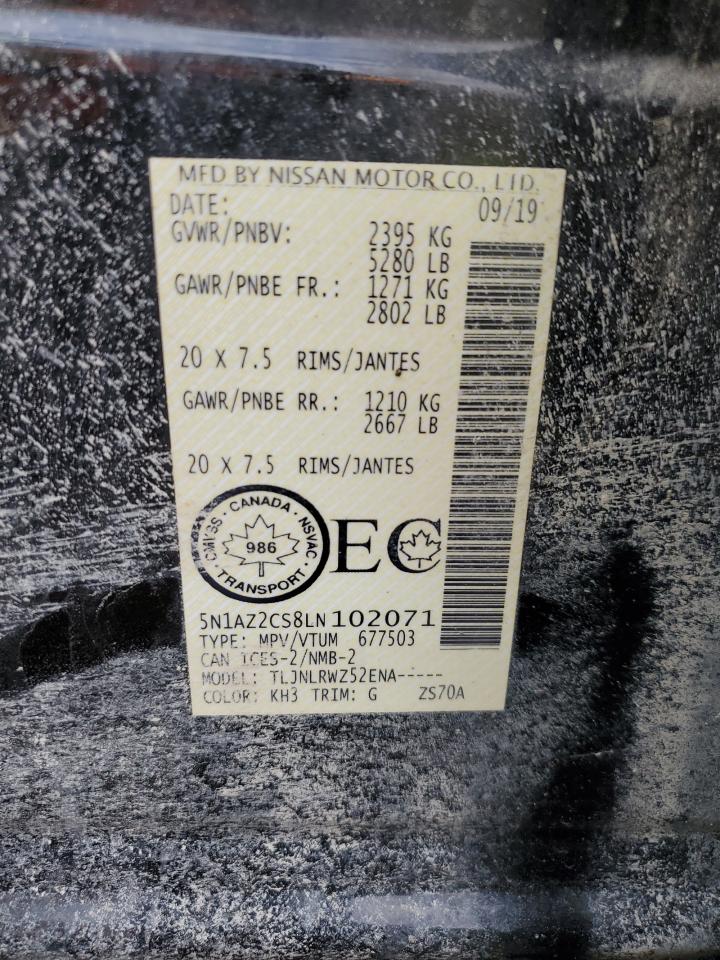 MFD BY NISSAN MOTOR CO., LTD.
DATE: 09/19
GVWR/PNBV: 2395 KG
5280 LB
GAWR/PNBE FR.: 1271 KG
2802 LB
20 X 7.5 RIMS/JANTES
GAWR/PNBE RR.: 1210 KG
2667 LB
20 X 7.5 RIMS/JANTES
CMVSS · CANADA · NSVAC
986
· TRANSPORT ·
EC
5N1AZ2CS8LN102071
TYPE: MPV/VTUM 677503
CAN ICES-2/NMB-2
MODEL: TLJNLRWZ52ENA-----
COLOR: KH3 TRIM: G ZS70A